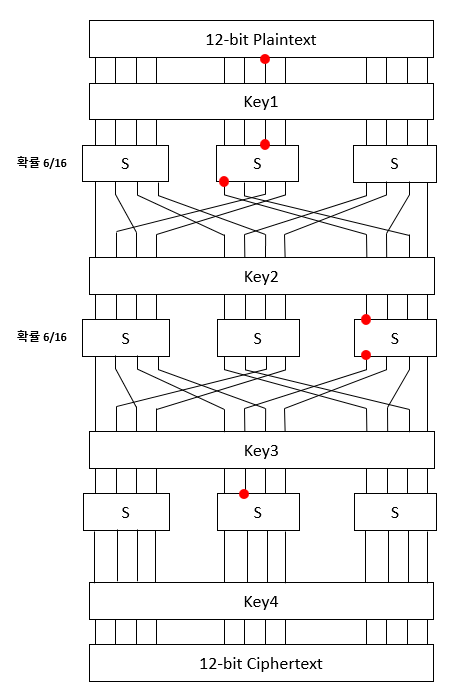 12-bit Plaintext
Key1
확률 6/16
S S S
Key2
확률 6/16
S S S
Key3
S S S
Key4
12-bit Ciphertext